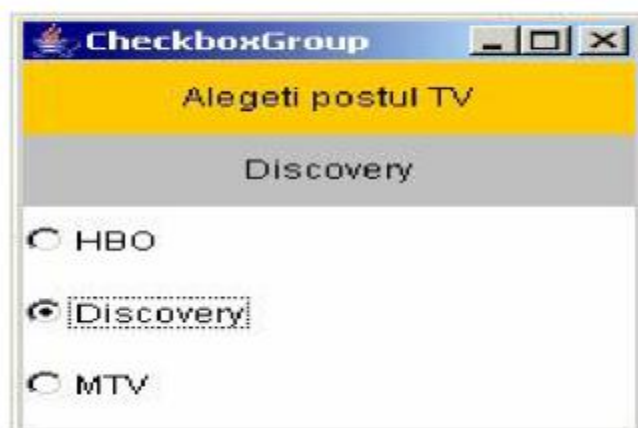 CheckboxGroup
Alegeti postul TV
Discovery
HBO
Discovery
MTV